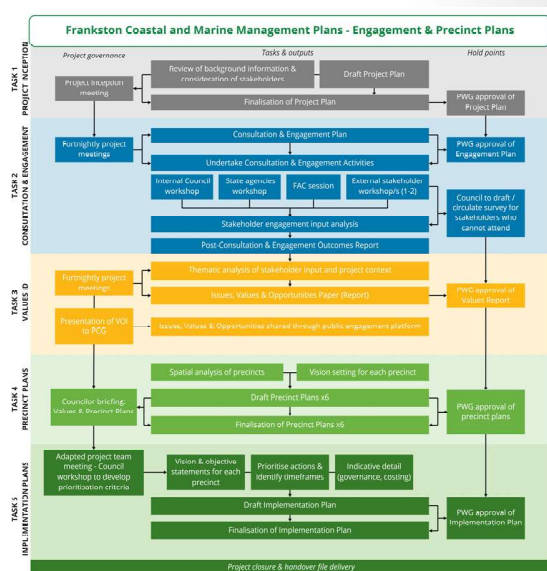 Frankston Coastal and Marine Management Plans - Engagement & Precinct Plans
Project governance
Tasks & outputs
Hold points
TASK 1
PROJECT INCEPTION
Project Inception
meeting
Review of background information &
consideration of stakeholders
Draft Project Plan
Finalisation of Project Plan
PWG approval of
Project Plan
TASK 2
CONSULTATION & ENGAGEMENT
Fortnightly project
meetings
Consultation & Engagement Plan
Undertake Consultation & Engagement Activities
PWG approval of
Engagement Plan
Internal Council
workshop
State agencies
workshop
FAC session
External stakeholder
workshop/s (1-2)
Council to draft /
circulate survey for
stakeholders who
cannot attend
Stakeholder engagement input analysis
Post-Consultation & Engagement Outcomes Report
TASK 3
VALUES ID
Fortnightly project
meetings
Thematic analysis of stakeholder input and project context
Issues, Values & Opportunities Paper (Report)
PWG approval of
Values Report
Presentation of VOI
to PCG
Issues, Values & Opportunities shared through public engagement platform
TASK 4
PRECINCT PLANS
Spatial analysis of precincts
Vision setting for each precinct
Councilor briefing:
Values & Precinct Plans
Draft Precinct Plans x6
Finalisation of Precinct Plans x6
PWG approval of
precinct plans
TASK 5
IMPLEMENTATION PLANS
Adapted project team
meeting - Council
workshop to develop
prioritisation criteria
Vision & objective
statements for each
precinct
Prioritise actions &
identify timeframes
Indicative detail
(governance, costing)
Draft Implementation Plan
Finalisation of Implementation Plan
PWG approval of
Implementation Plan
Project closure & handover file delivery